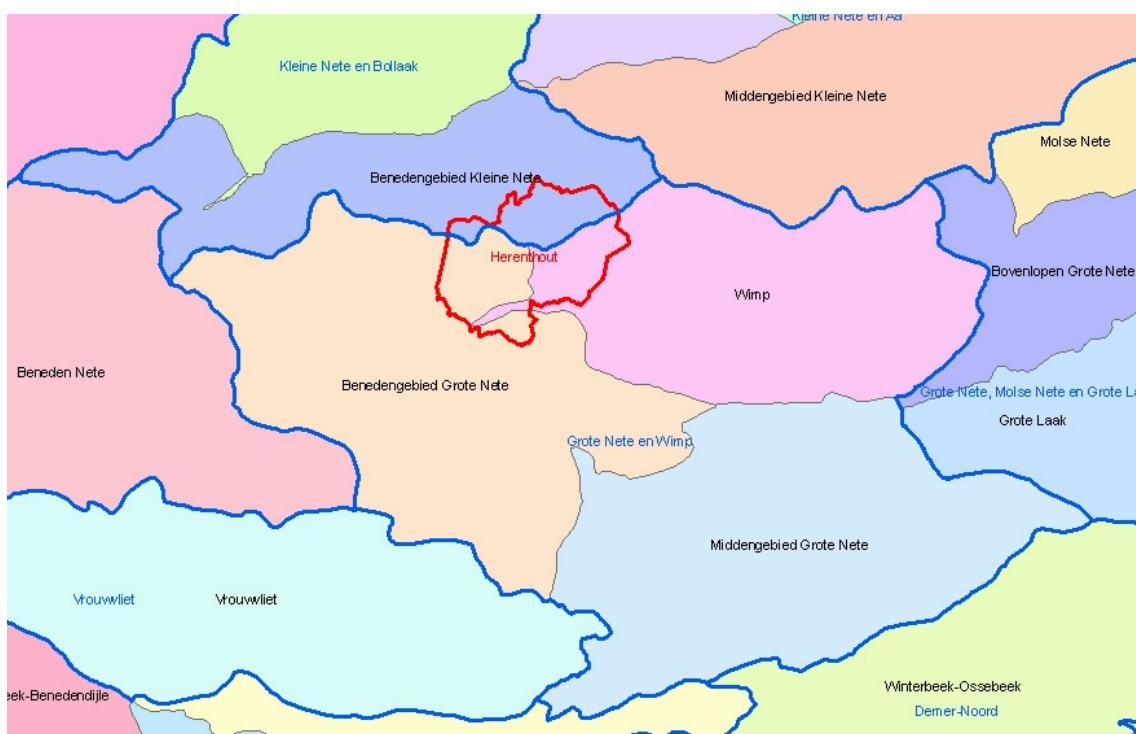 Kleine Nete en Aa
Kleine Nete en Bollaak
Middengebied Kleine Nete
Molse Nete
Benedengebied Kleine Nete
Herenthout
Bovenlopen Grote Nete
Wimp
Beneden Nete
Benedengebied Grote Nete
Grote Nete, Molse Nete en Grote La
Grote Laak
Grote Nete en Wimp
Middengebied Grote Nete
Vrouwvliet
Vrouwvliet
eek-Benedendijle
Winterbeek-Ossebeek
Demer-Noord